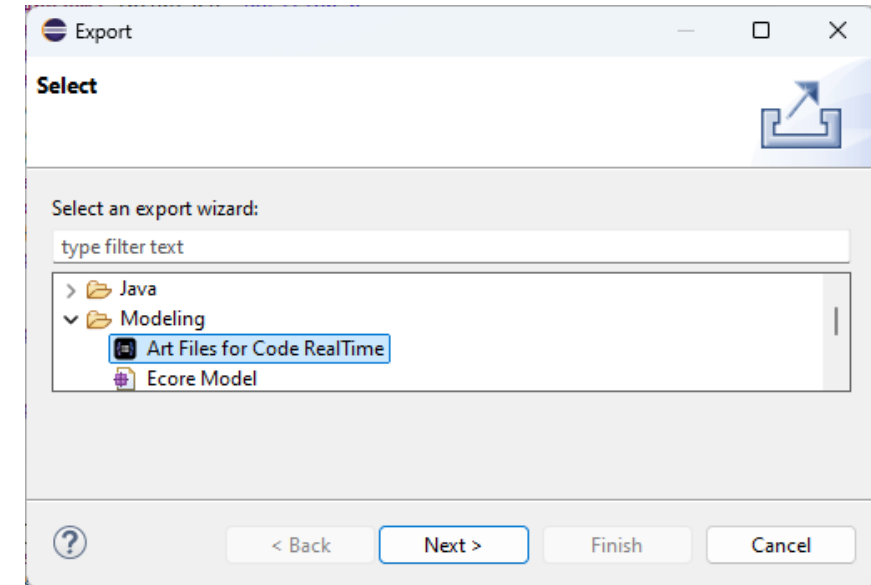 Export
Select
Select an export wizard:
type filter text
Java
Modeling
Art Files for Code RealTime
Ecore Model
< Back Next > Finish Cancel